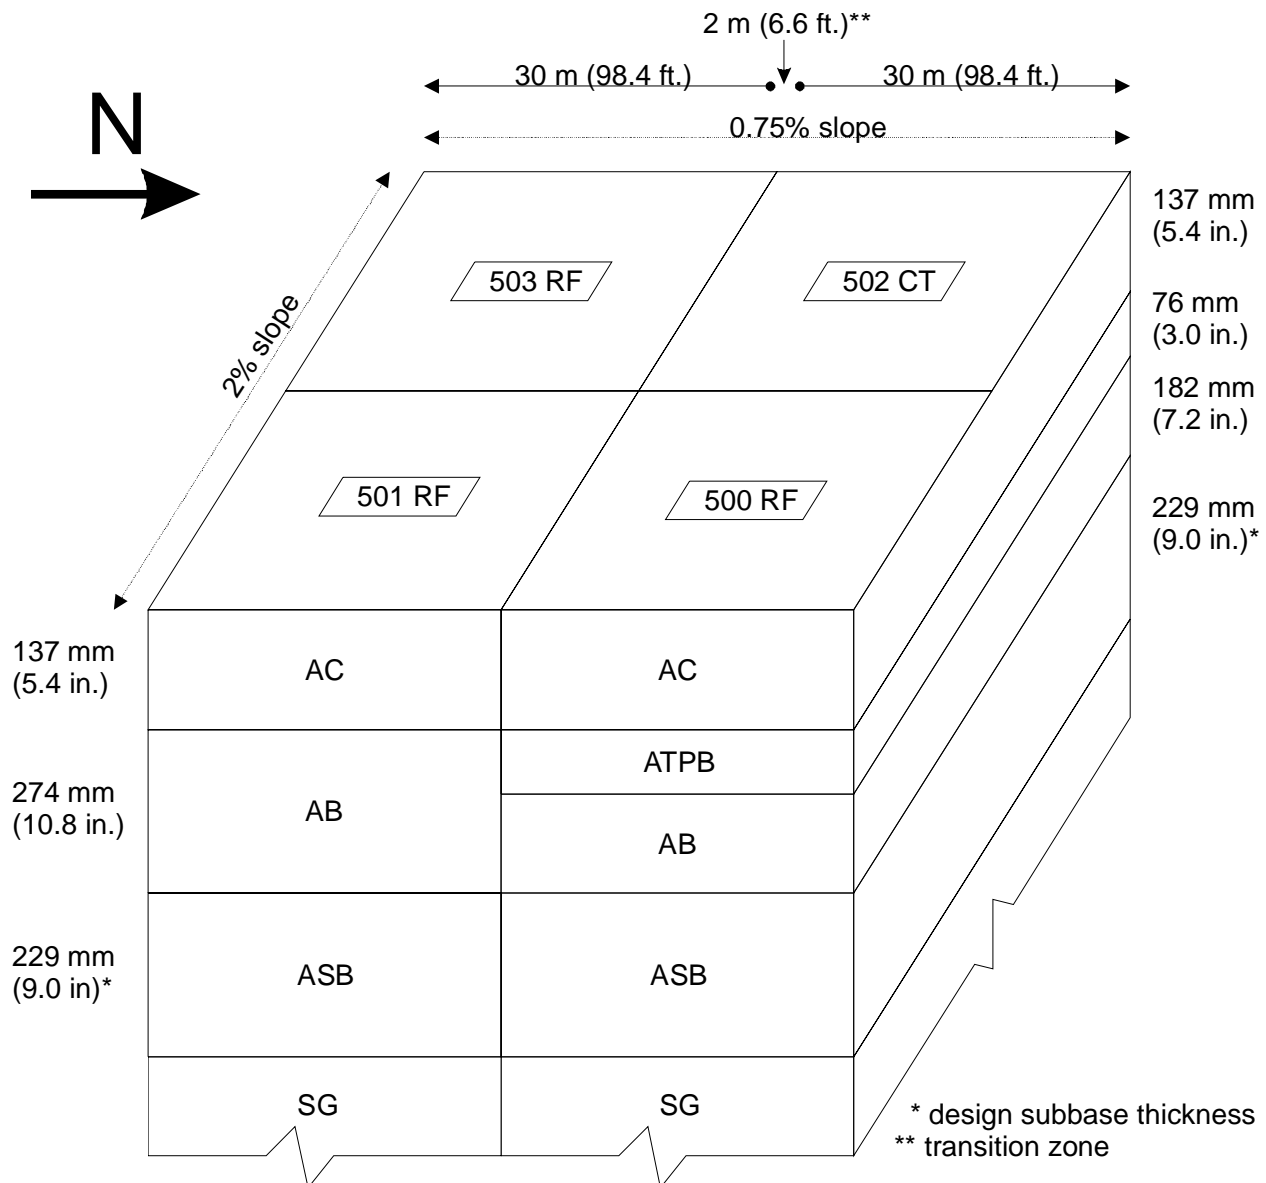 2 m (6.6 ft.)**
30 m (98.4 ft.)
30 m (98.4 ft.)
0.75% slope
N
2% slope
503 RF
502 CT
501 RF
500 RF
137 mm
(5.4 in.)
76 mm
(3.0 in.)
182 mm
(7.2 in.)
229 mm
(9.0 in.)*
137 mm
(5.4 in.)
AC
AC
274 mm
(10.8 in.)
AB
ATPB
AB
229 mm
(9.0 in)*
ASB
ASB
SG
SG
* design subbase thickness
** transition zone